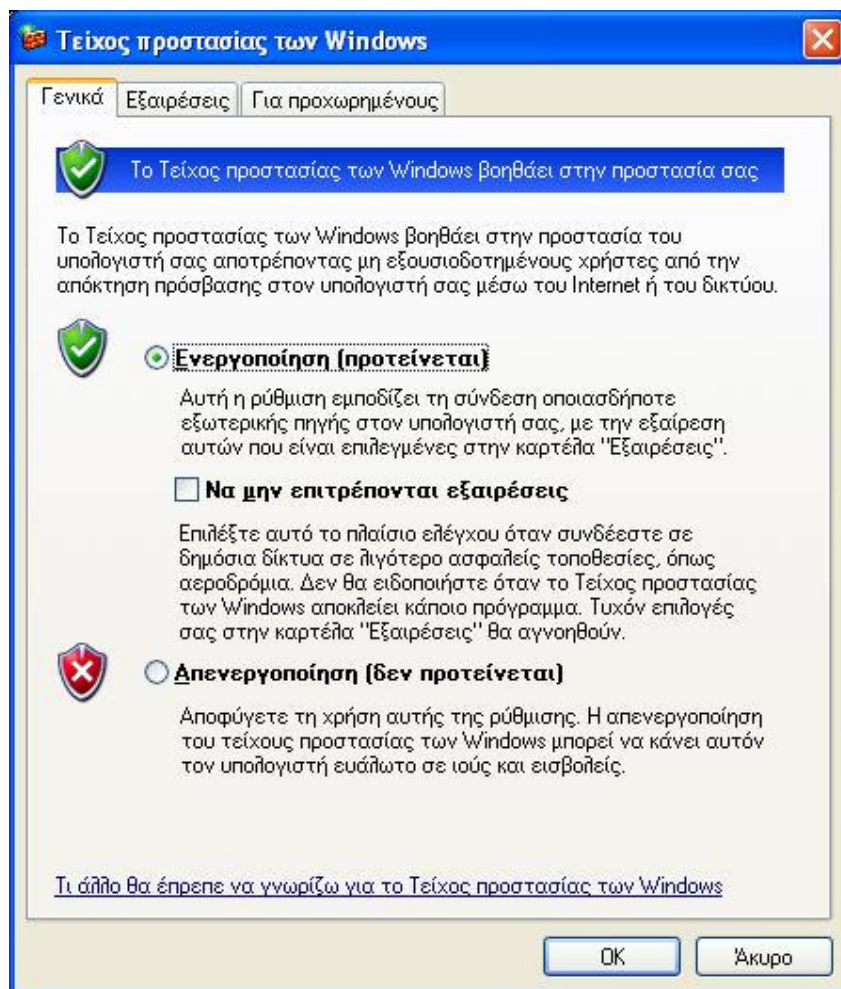 Τείχος προστασίας των Windows
Γενικά Εξαιρέσεις Για προχωρημένους
Το Τείχος προστασίας των Windows βοηθάει στην προστασία σας
Το Τείχος προστασίας των Windows βοηθάει στην προστασία του
υπολογιστή σας αποτρέποντας μη εξουσιοδοτημένους χρήστες από την
απόκτηση πρόσβασης στον υπολογιστή σας μέσω του Internet ή του δικτύου.
Ενεργοποίηση (προτείνεται)
Αυτή η ρύθμιση εμποδίζει τη σύνδεση οποιασδήποτε
εξωτερικής πηγής στον υπολογιστή σας, με την εξαίρεση
αυτών που είναι επιλεγμένες στην καρτέλα "Εξαιρέσεις".
Να μην επιτρέπονται εξαιρέσεις
Επιλέξτε αυτό το πλαίσιο ελέγχου όταν συνδέεστε σε
δημόσια δίκτυα σε λιγότερο ασφαλείς τοποθεσίες, όπως
αεροδρόμια. Δεν θα ειδοποιήστε όταν το Τείχος προστασίας
των Windows αποκλείει κάποιο πρόγραμμα. Τυχόν επιλογές
σας στην καρτέλα "Εξαιρέσεις" θα αγνοηθούν.
Απενεργοποίηση (δεν προτείνεται)
Αποφύγετε τη χρήση αυτής της ρύθμισης. Η απενεργοποίηση
του τείχους προστασίας των Windows μπορεί να κάνει αυτόν
τον υπολογιστή ευάλωτο σε ιούς και εισβολείς.
Τι άλλο θα έπρεπε να γνωρίζω για το Τείχος προστασίας των Windows
OK Άκυρο